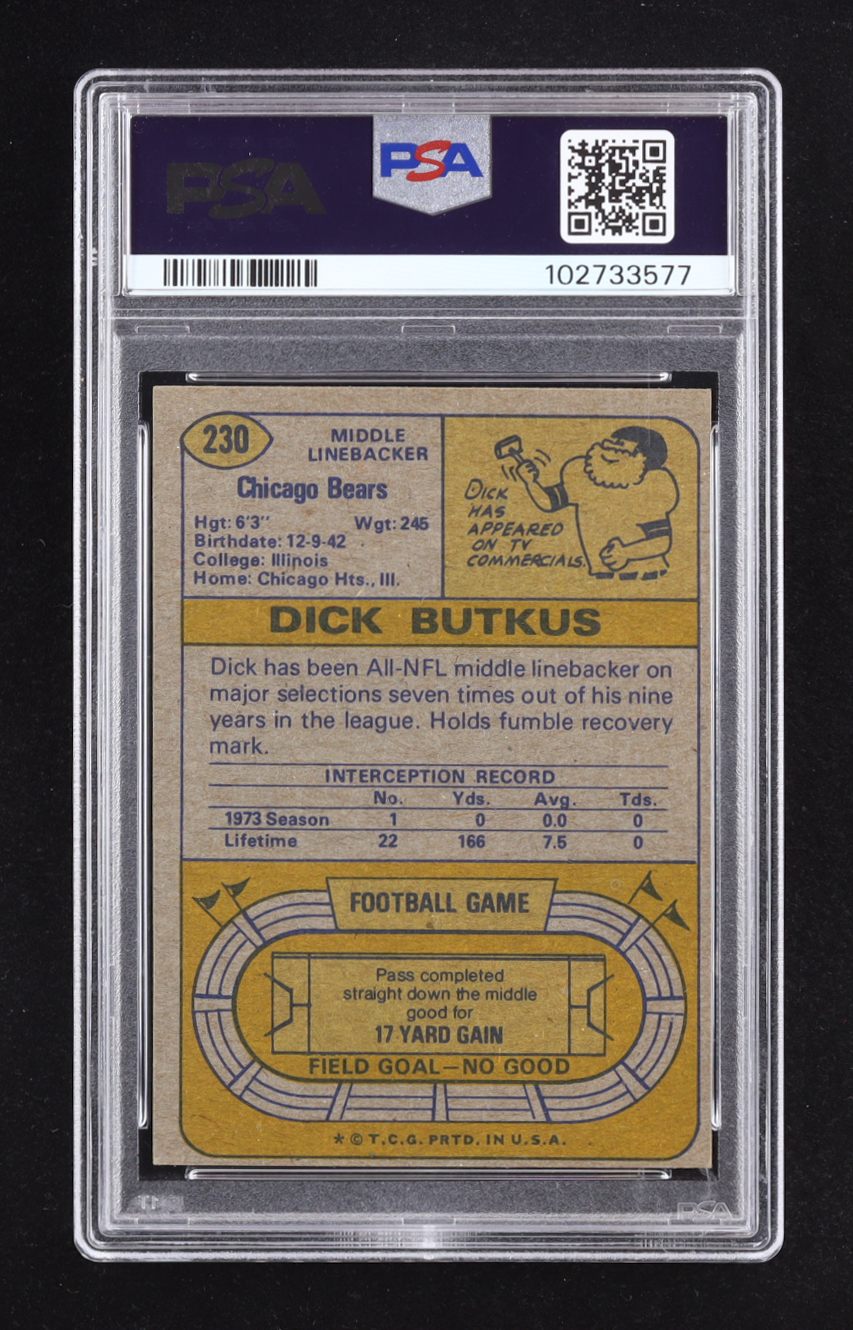 PSA
PSA
102733577
230
MIDDLE
LINEBACKER
Chicago Bears
Hgt: 6'3" Wgt: 245
Birthdate: 12-9-42
College: Illinois
Home: Chicago Hts., Ill.
DICK
HAS
APPEARED
ON TV
COMMERCIALS.
DICK BUTKUS
Dick has been All-NFL middle linebacker on
major selections seven times out of his nine
years in the league. Holds fumble recovery
mark.
INTERCEPTION RECORD
No. Yds. Avg. Tds.
1973 Season 1 0 0.0 0
Lifetime 22 166 7.5 0
FOOTBALL GAME
Pass completed
straight down the middle
good for
17 YARD GAIN
FIELD GOAL—NO GOOD
* © T.C.G. PRTD. IN U.S.A.
PSA